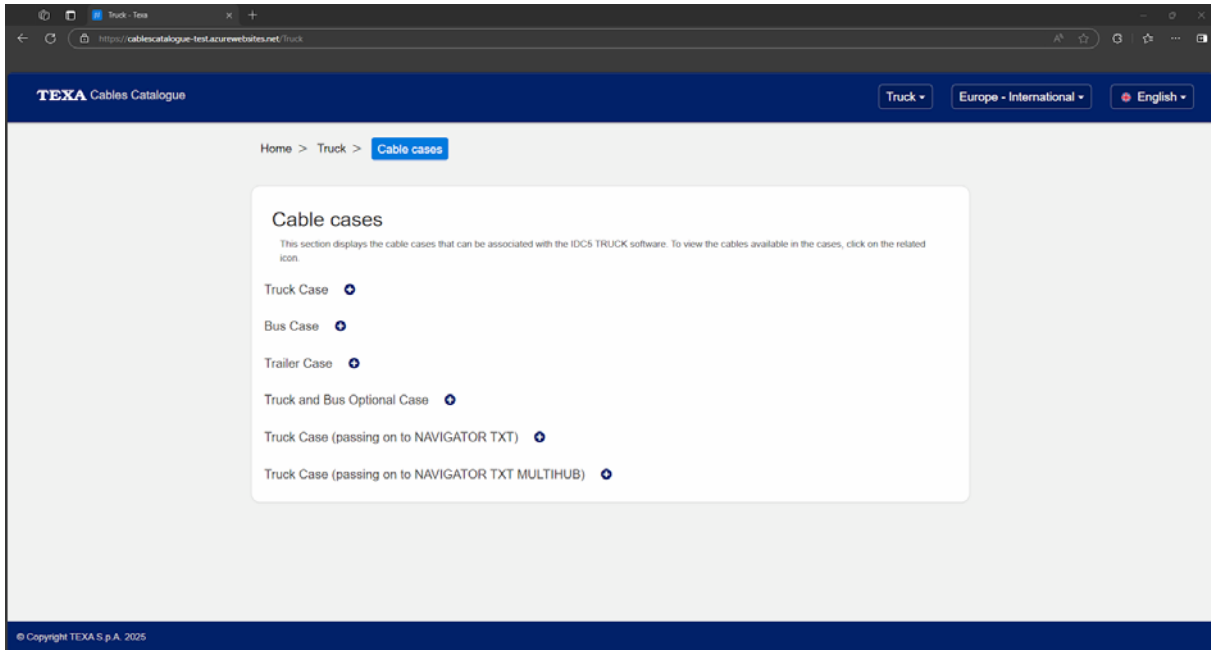 Truck - Texa
https://cablescatalogue-test.azurewebsites.net/Truck
TEXA Cables Catalogue
Truck
Europe - International
English
Home > Truck > Cable cases
Cable cases
This section displays the cable cases that can be associated with the IDC5 TRUCK software. To view the cables available in the cases, click on the related
icon.
Truck Case
Bus Case
Trailer Case
Truck and Bus Optional Case
Truck Case (passing on to NAVIGATOR TXT)
Truck Case (passing on to NAVIGATOR TXT MULTIHUB)
© Copyright TEXA S.p.A. 2025